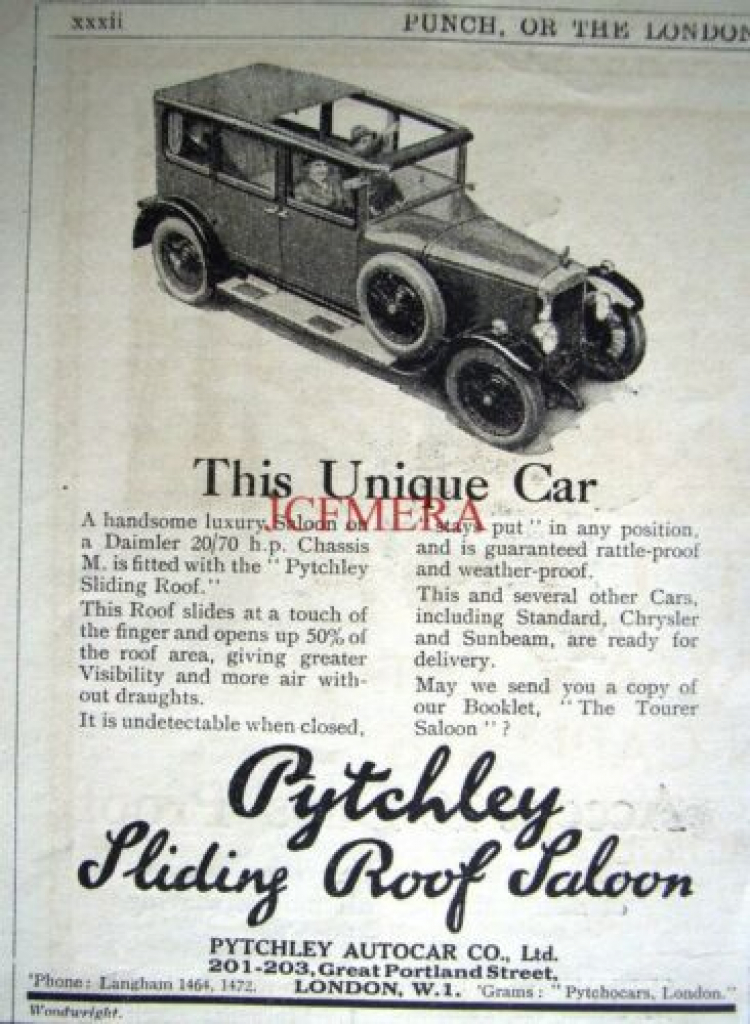 xxxii
PUNCH, OR THE LONDON
This Unique Car
JCFMERA
A handsome luxury Saloon on
a Daimler 20/70 h.p. Chassis
M. is fitted with the "Pytchley
Sliding Roof."
This Roof slides at a touch of
the finger and opens up 50% of
the roof area, giving greater
Visibility and more air with-
out draughts.
It is undetectable when closed,
"stays put" in any position,
and is guaranteed rattle-proof
and weather-proof.
This and several other Cars,
including Standard, Chrysler
and Sunbeam, are ready for
delivery.
May we send you a copy of
our Booklet, "The Tourer
Saloon"?
Pytchley
Sliding Roof Saloon
PYTCHLEY AUTOCAR CO., Ltd.
201-203, Great Portland Street,
'Phone: Langham 1464, 1472. LONDON, W.1. 'Grams: "Pytchocars, London."
Woodwright.